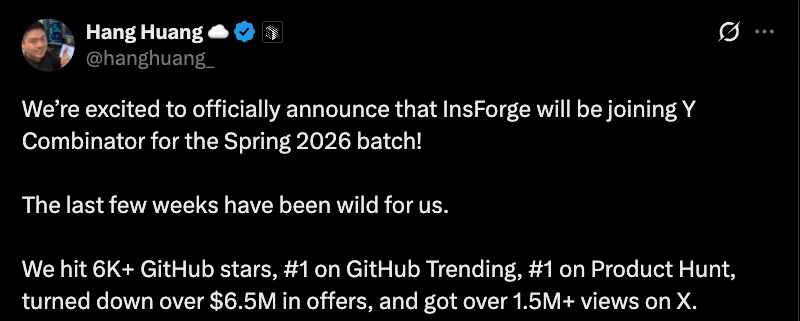 Hang Huang ☁️
@hanghuang_
We’re excited to officially announce that InsForge will be joining Y
Combinator for the Spring 2026 batch!
The last few weeks have been wild for us.
We hit 6K+ GitHub stars, #1 on GitHub Trending, #1 on Product Hunt,
turned down over $6.5M in offers, and got over 1.5M+ views on X.